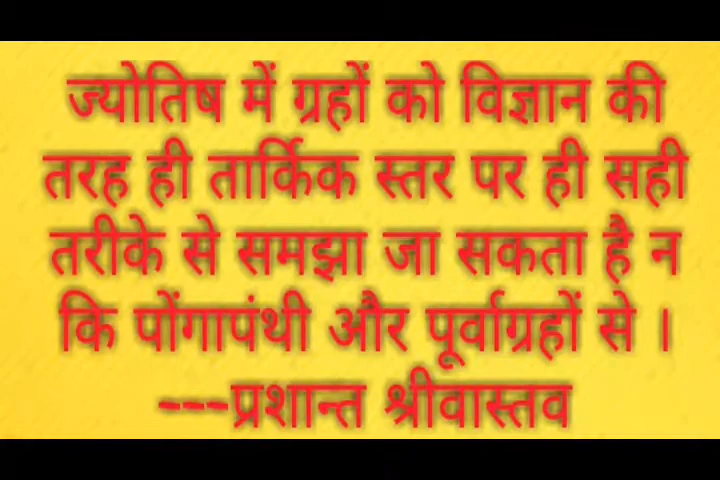 ज्योतिष में ग्रहों को विज्ञान की
तरह ही तार्किक स्तर पर ही सही
तरीके से समझा जा सकता है न
कि पोंगापंथी और पूर्वाग्रहों से ।
---प्रशान्त श्रीवास्तव